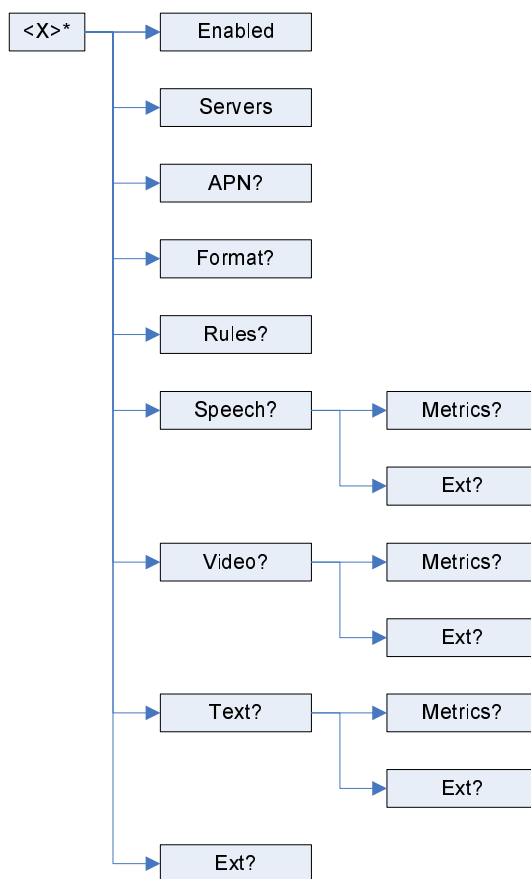 <X>*
Enabled
Servers
APN?
Format?
Rules?
Speech?
Metrics?
Ext?
Video?
Metrics?
Ext?
Text?
Metrics?
Ext?
Ext?